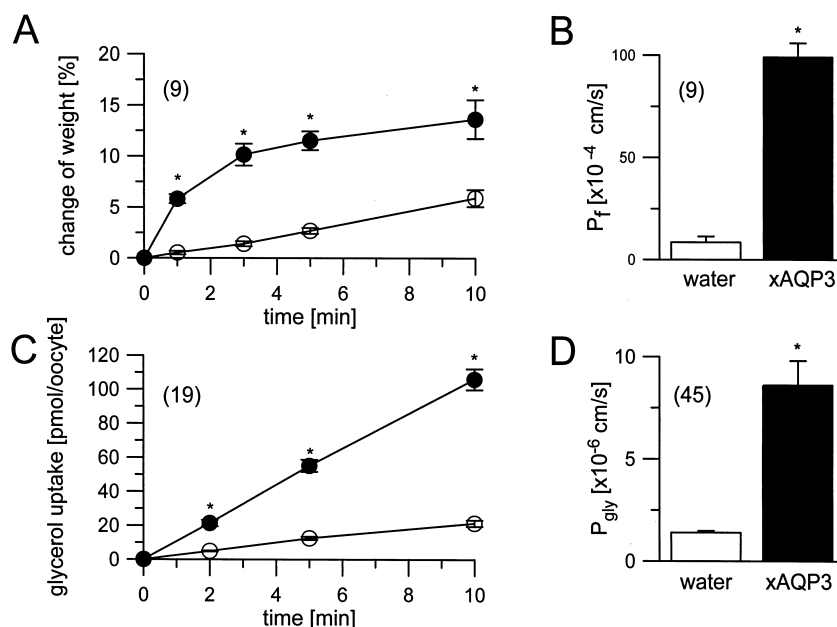 A
change of weight [%]
20
15
10
5
0
(9)
*
*
*
*
0 2 4 6 8 10
time [min]
B
P_f [x10^-4 cm/s]
100
50
0
(9)
*
water xAQP3
C
glycerol uptake [pmol/oocyte]
120
100
80
60
40
20
0
(19)
*
*
*
0 2 4 6 8 10
time [min]
D
P_gly [x10^-6 cm/s]
10
5
0
(45)
*
water xAQP3